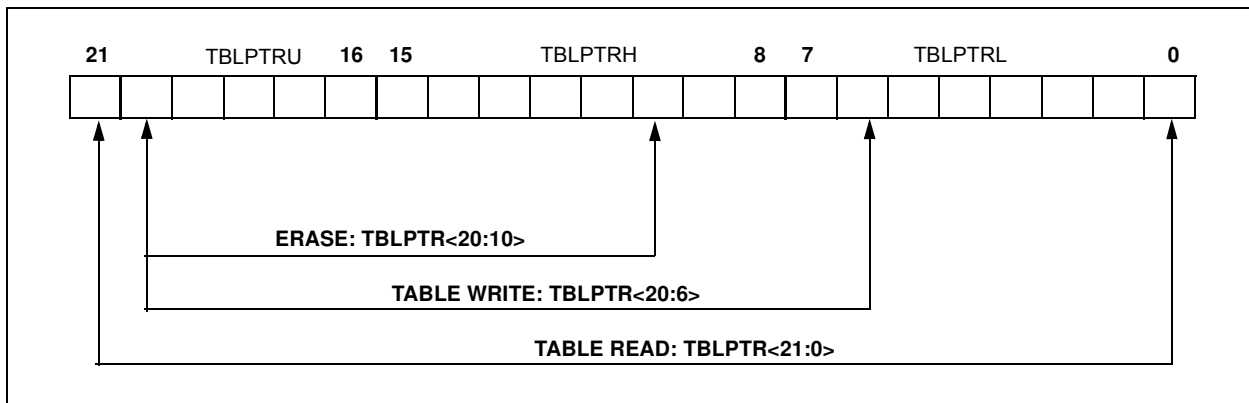 21 TBLPTRU 16 15 TBLPTRH 8 7 TBLPTRL 0
ERASE: TBLPTR<20:10>
TABLE WRITE: TBLPTR<20:6>
TABLE READ: TBLPTR<21:0>